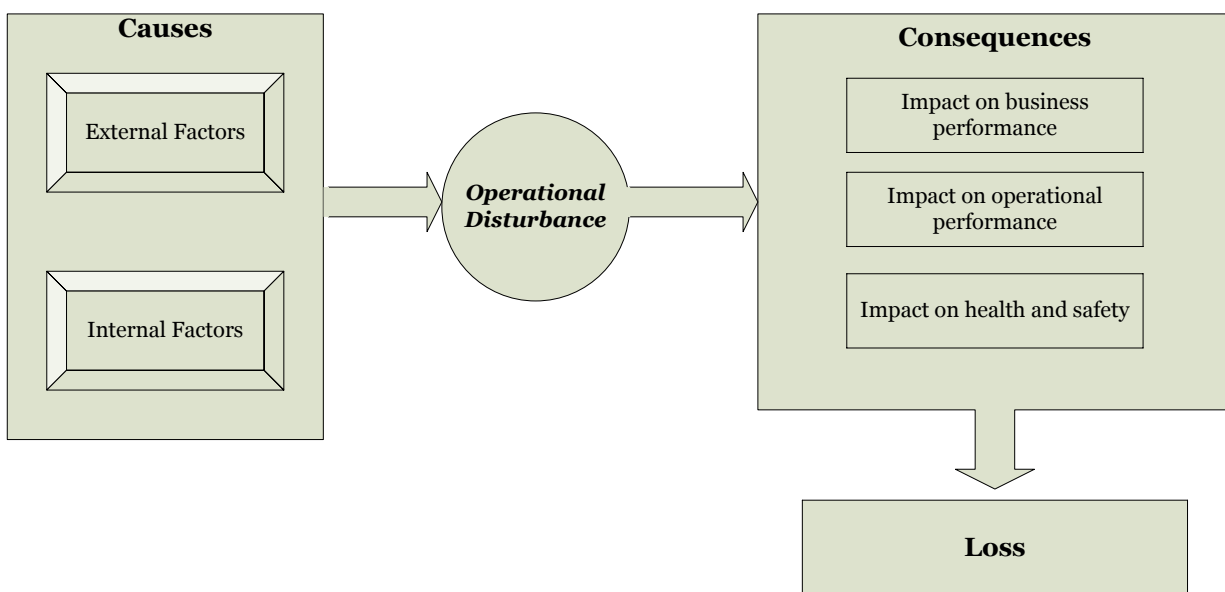 Causes
External Factors
Internal Factors
Operational
Disturbance
Consequences
Impact on business
performance
Impact on operational
performance
Impact on health and safety
Loss